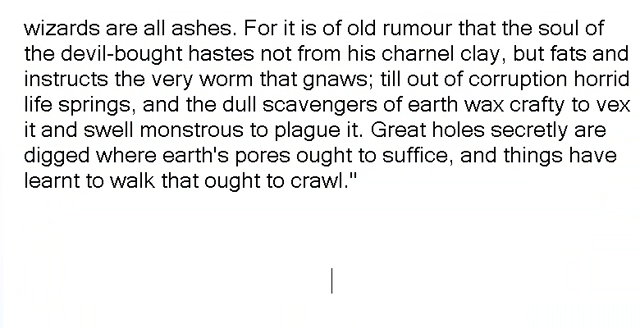 wizards are all ashes. For it is of old rumour that the soul of
the devil-bought hastes not from his charnel clay, but fats and
instructs the very worm that gnaws; till out of corruption horrid
life springs, and the dull scavengers of earth wax crafty to vex
it and swell monstrous to plague it. Great holes secretly are
digged where earth's pores ought to suffice, and things have
learnt to walk that ought to crawl."